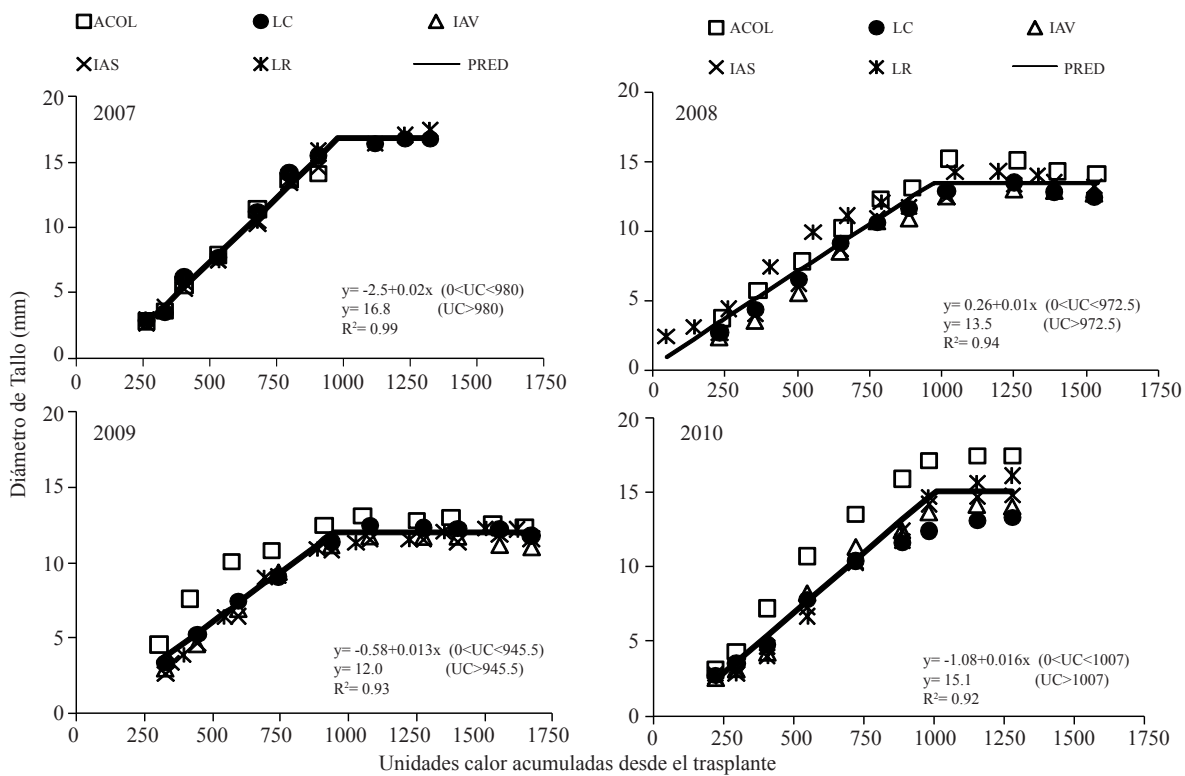 ACOL LC IAV
IAS LR PRED
ACOL LC IAV
IAS LR PRED
Diámetro de Tallo (mm)
2007
20
15
10
5
0
y= -2.5+0.02x (0<UC<980)
y= 16.8 (UC>980)
R²= 0.99
0 250 500 750 1000 1250 1500 1750
2008
20
15
10
5
0
y= 0.26+0.01x (0<UC<972.5)
y= 13.5 (UC>972.5)
R²= 0.94
0 250 500 750 1000 1250 1500 1750
2009
20
15
10
5
0
y= -0.58+0.013x (0<UC<945.5)
y= 12.0 (UC>945.5)
R²= 0.93
0 250 500 750 1000 1250 1500 1750
2010
20
15
10
5
0
y= -1.08+0.016x (0<UC<1007)
y= 15.1 (UC>1007)
R²= 0.92
0 250 500 750 1000 1250 1500 1750
Unidades calor acumuladas desde el trasplante